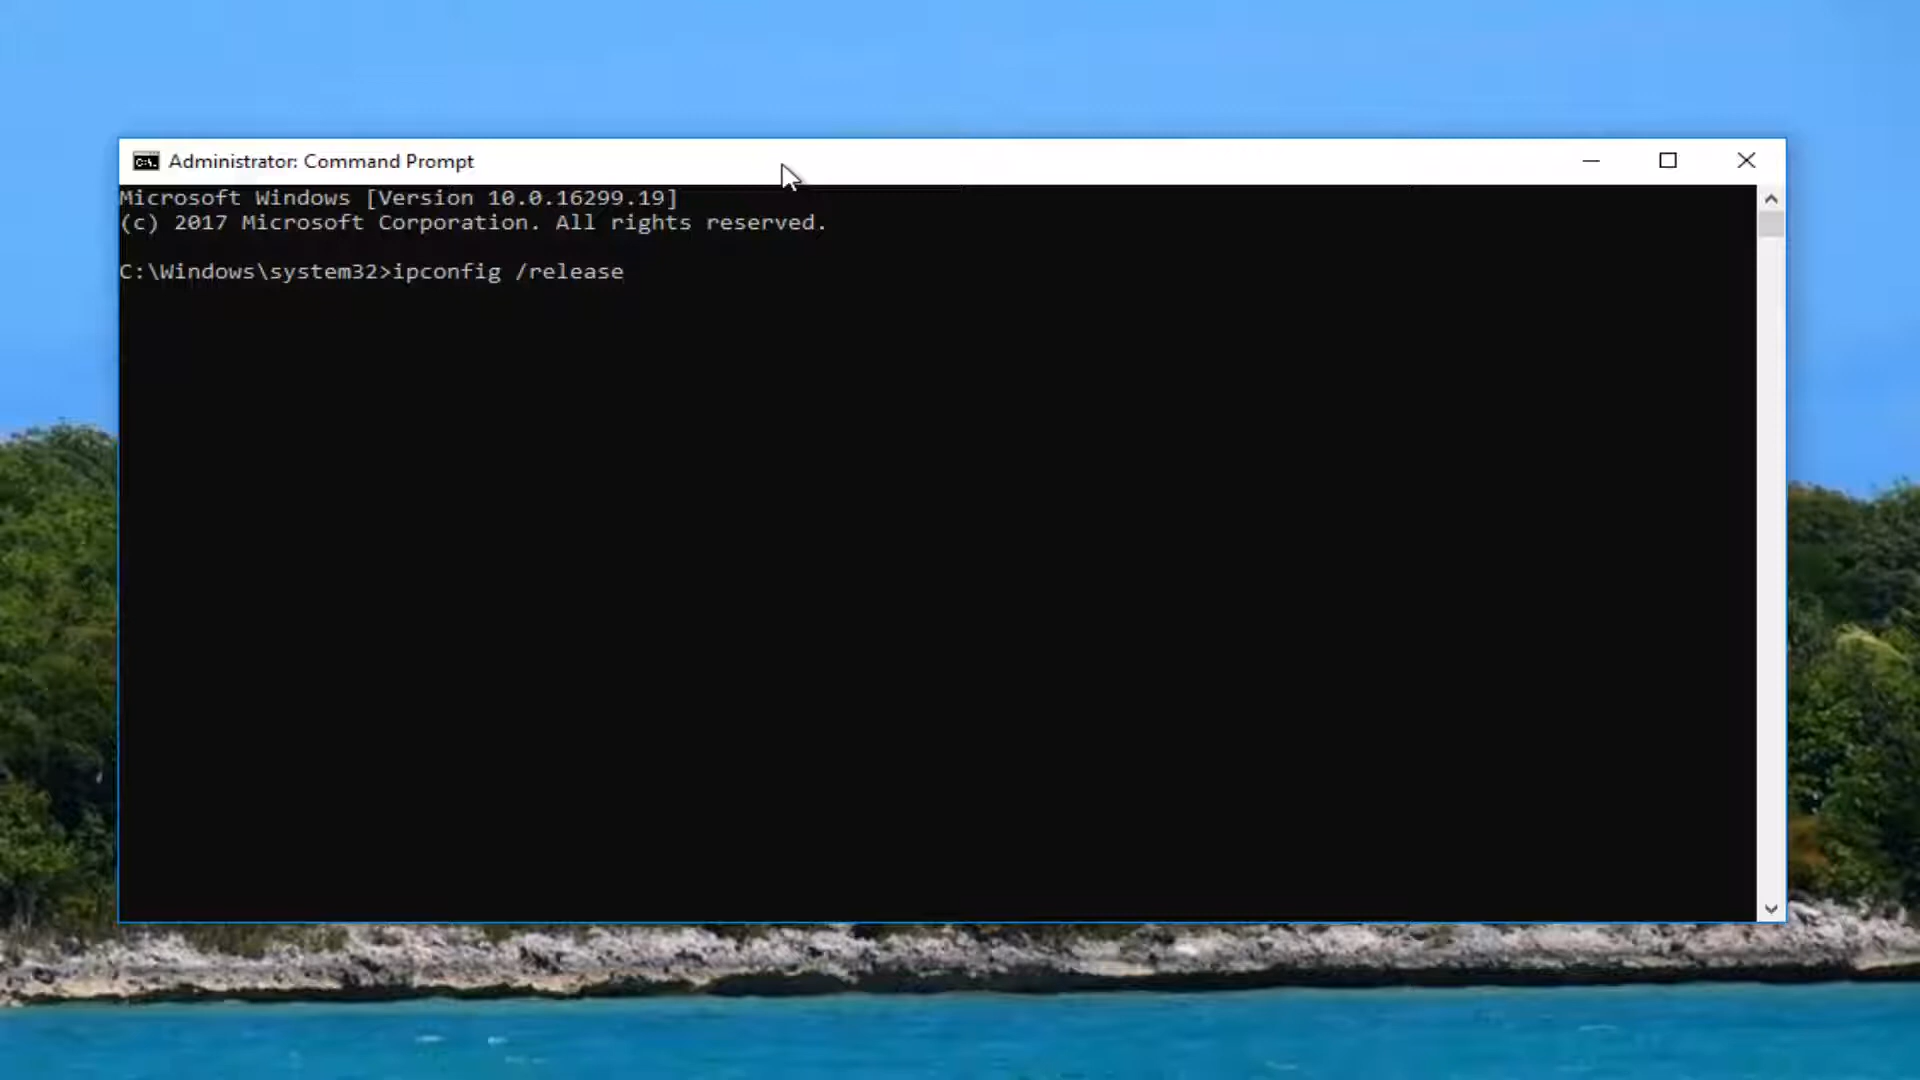 Administrator: Command Prompt
Microsoft Windows [Version 10.0.16299.19]
(c) 2017 Microsoft Corporation. All rights reserved.
C:\Windows\system32>ipconfig /release